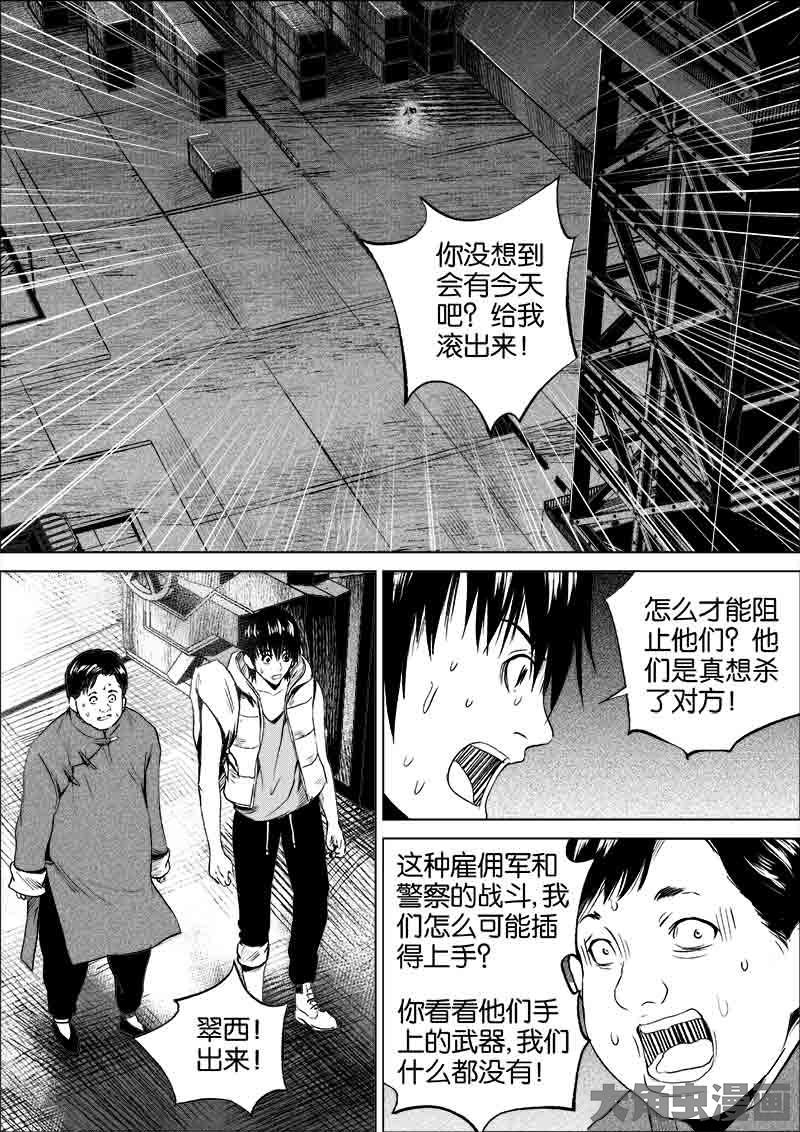 你没想到
会有今天
吧？给我
滚出来！
翠西！
出来！
怎么才能阻
止他们？他
们是真想杀
了对方！
这种雇佣军和
警察的战斗,我
们怎么可能插
得上手？
你看看他们手
上的武器,我们
什么都没有！
大角虫漫画